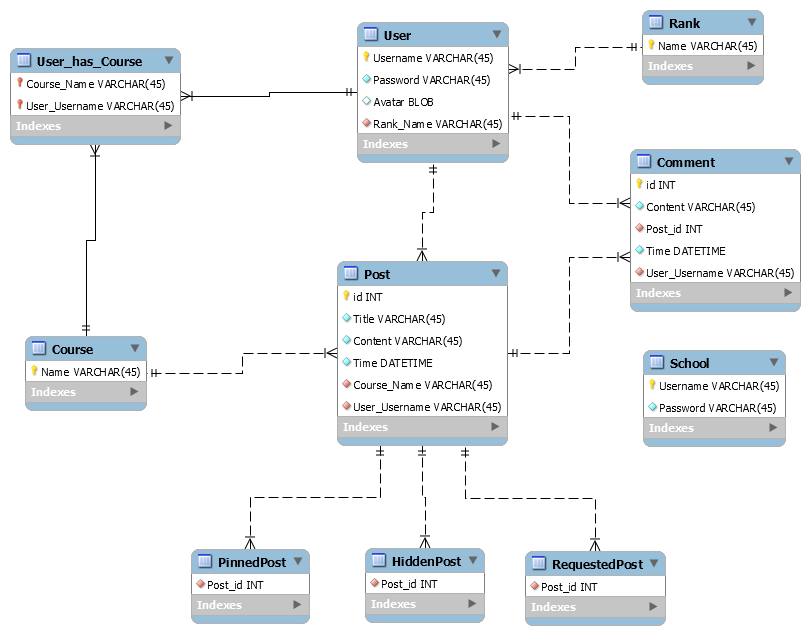 User_has_Course
Course_Name VARCHAR(45)
User_Username VARCHAR(45)
Indexes
User
Username VARCHAR(45)
Password VARCHAR(45)
Avatar BLOB
Rank_Name VARCHAR(45)
Indexes
Rank
Name VARCHAR(45)
Indexes
Comment
id INT
Content VARCHAR(45)
Post_id INT
Time DATETIME
User_Username VARCHAR(45)
Indexes
Post
id INT
Title VARCHAR(45)
Content VARCHAR(45)
Time DATETIME
Course_Name VARCHAR(45)
User_Username VARCHAR(45)
Indexes
Course
Name VARCHAR(45)
Indexes
School
Username VARCHAR(45)
Password VARCHAR(45)
Indexes
PinnedPost
Post_id INT
Indexes
HiddenPost
Post_id INT
Indexes
RequestedPost
Post_id INT
Indexes